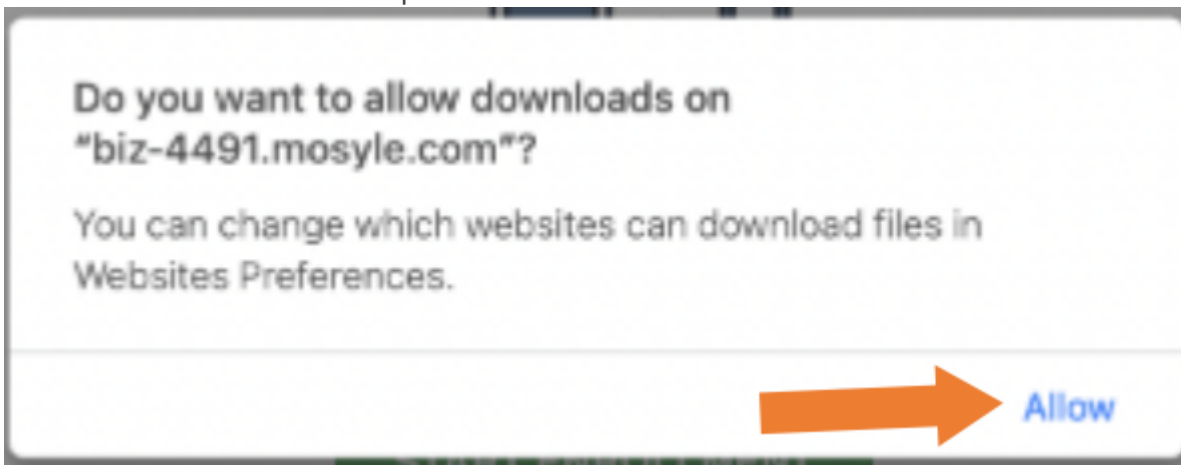 Do you want to allow downloads on
“biz-4491.mosyle.com”?
You can change which websites can download files in
Websites Preferences.
Allow